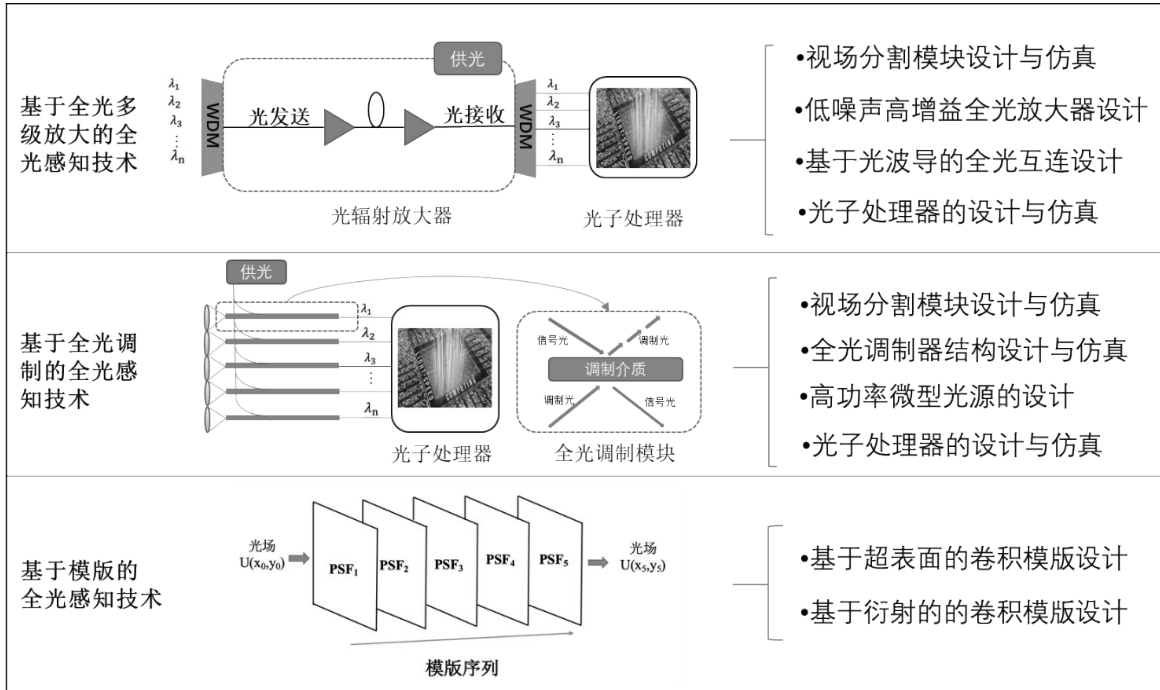 基于全光多
级放大的全
光感知技术
λ1
λ2
λ3
⋮
λn
WDM
供光
光发送
光接收
WDM
λ1
λ2
λ3
⋮
λn
光辐射放大器
光子处理器
•视场分割模块设计与仿真
•低噪声高增益全光放大器设计
•基于光波导的全光互连设计
•光子处理器的设计与仿真
基于全光调
制的全光感
知技术
供光
λ1
λ2
λ3
⋮
λn
光子处理器
信号光
调制光
调制介质
调制光
信号光
全光调制模块
•视场分割模块设计与仿真
•全光调制器结构设计与仿真
•高功率微型光源的设计
•光子处理器的设计与仿真
基于模版的
全光感知技术
光场
U(x0,y0)
PSF1
PSF2
PSF3
PSF4
PSF5
光场
U(x5,y5)
模版序列
•基于超表面的卷积模版设计
•基于衍射的的卷积模版设计